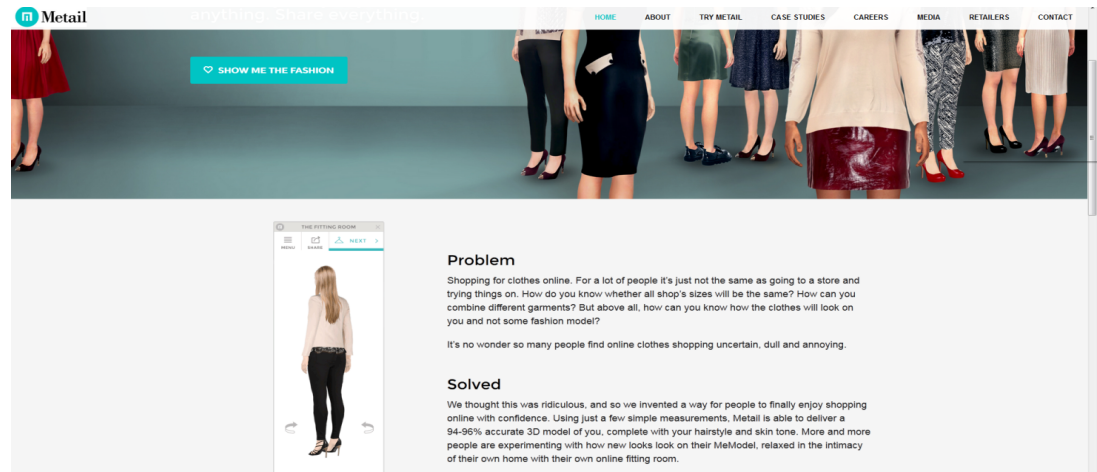 Metail
HOME ABOUT TRY METAIL CASE STUDIES CAREERS MEDIA RETAILERS CONTACT
anything. Share everything
SHOW ME THE FASHION
THE FITTING ROOM
MENU SHARE NEXT
Problem
Shopping for clothes online. For a lot of people it's just not the same as going to a store and
trying things on. How do you know whether all shop's sizes will be the same? How can you
combine different garments? But above all, how can you know how the clothes will look on
you and not some fashion model?
It's no wonder so many people find online clothes shopping uncertain, dull and annoying.
Solved
We thought this was ridiculous, and so we invented a way for people to finally enjoy shopping
online with confidence. Using just a few simple measurements, Metail is able to deliver a
94-96% accurate 3D model of you, complete with your hairstyle and skin tone. More and more
people are experimenting with how new looks look on their MeModel, relaxed in the intimacy
of their own home with their own online fitting room.